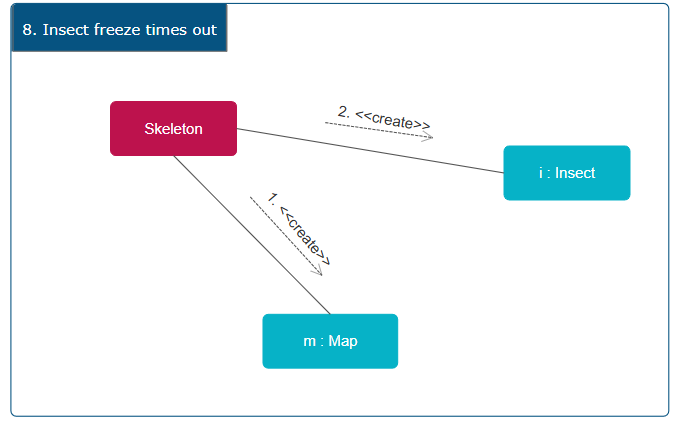 8. Insect freeze times out
Skeleton
2. <<create>>
i : Insect
1. <<create>>
m : Map